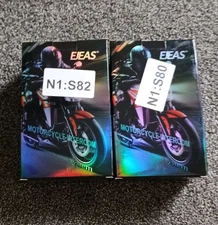 EJEAS
N1:S82
MOTORCYCLE INTERCOM
EJEAS
N1:S80
MOTORCYCLE INTERCOM